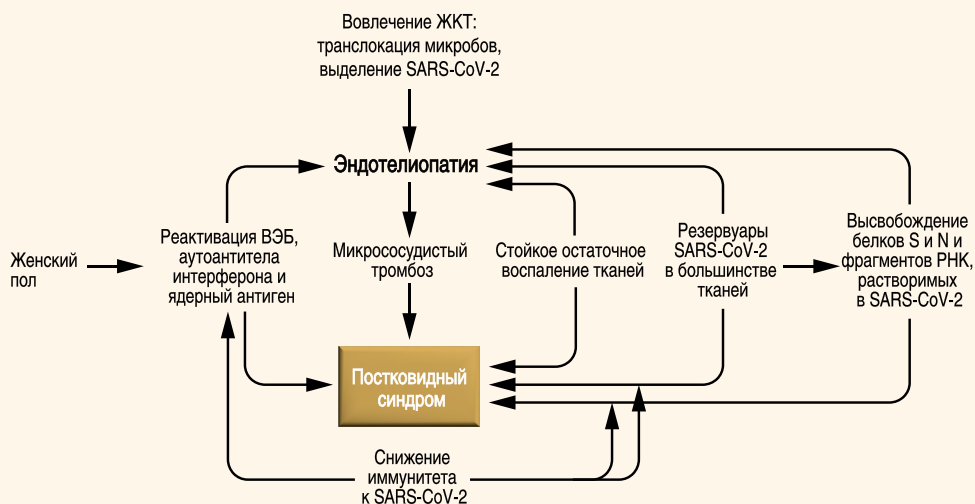 Вовлечение ЖКТ:
транслокация микробов,
выделение SARS-CoV-2
Эндотелиопатия
Женский
пол
Реактивация ВЭБ,
аутоантитела
интерферона и
ядерный антиген
Микрососудистый
тромбоз
Стойкое остаточное
воспаление тканей
Резервуары
SARS-CoV-2
в большинстве
тканей
Высвобождение
белков S и N и
фрагментов РНК,
растворимых
в SARS-CoV-2
Постковидный
синдром
Снижение
иммунитета
к SARS-CoV-2